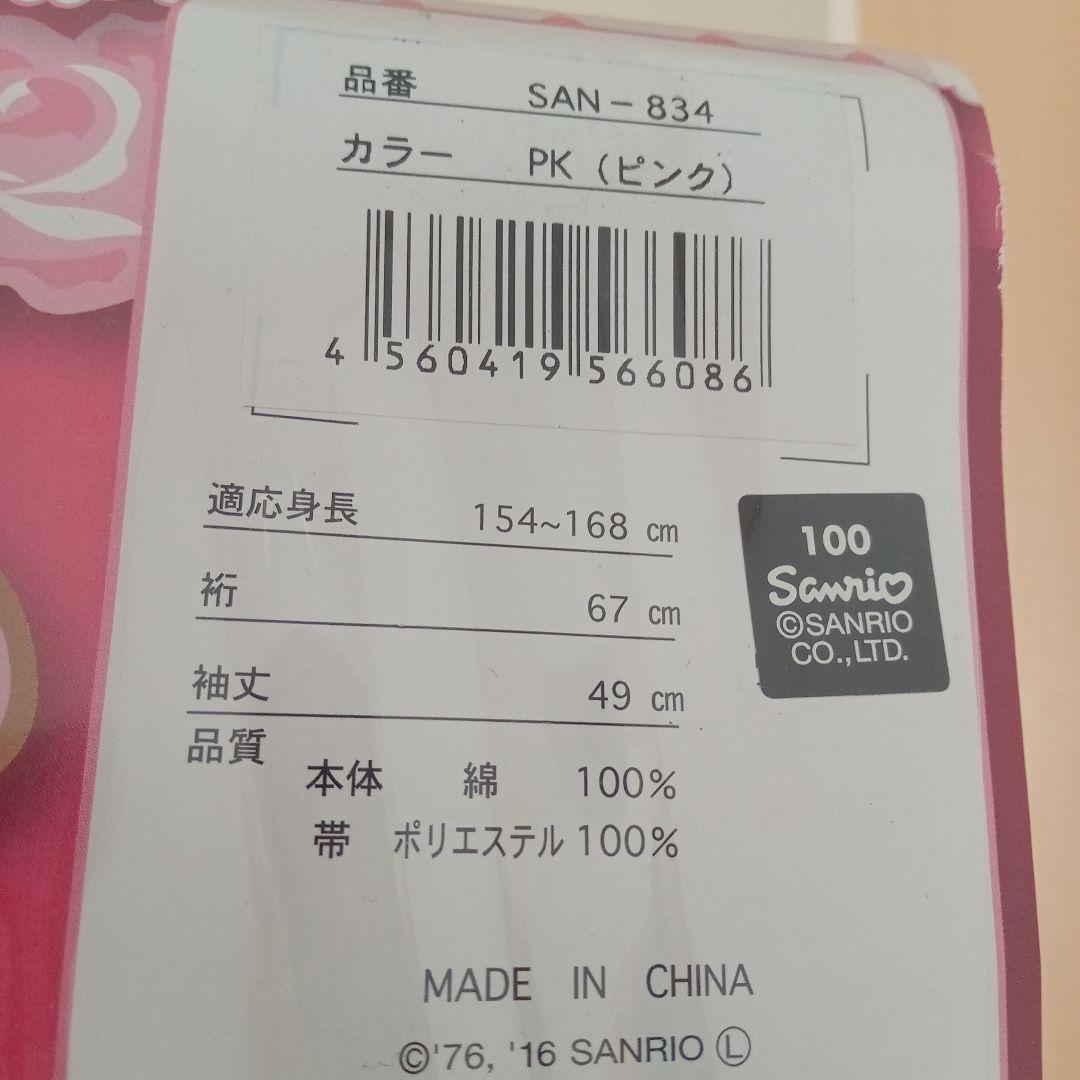 品番 SAN-834
カラー PK（ピンク）
4 560419 566086
適応身長 154~168 cm
裄 67 cm
袖丈 49 cm
品質
本体 綿 100%
帯 ポリエステル 100%
100
Sanrio
©SANRIO
CO.,LTD.
MADE IN CHINA
©'76, '16 SANRIO Ⓛ